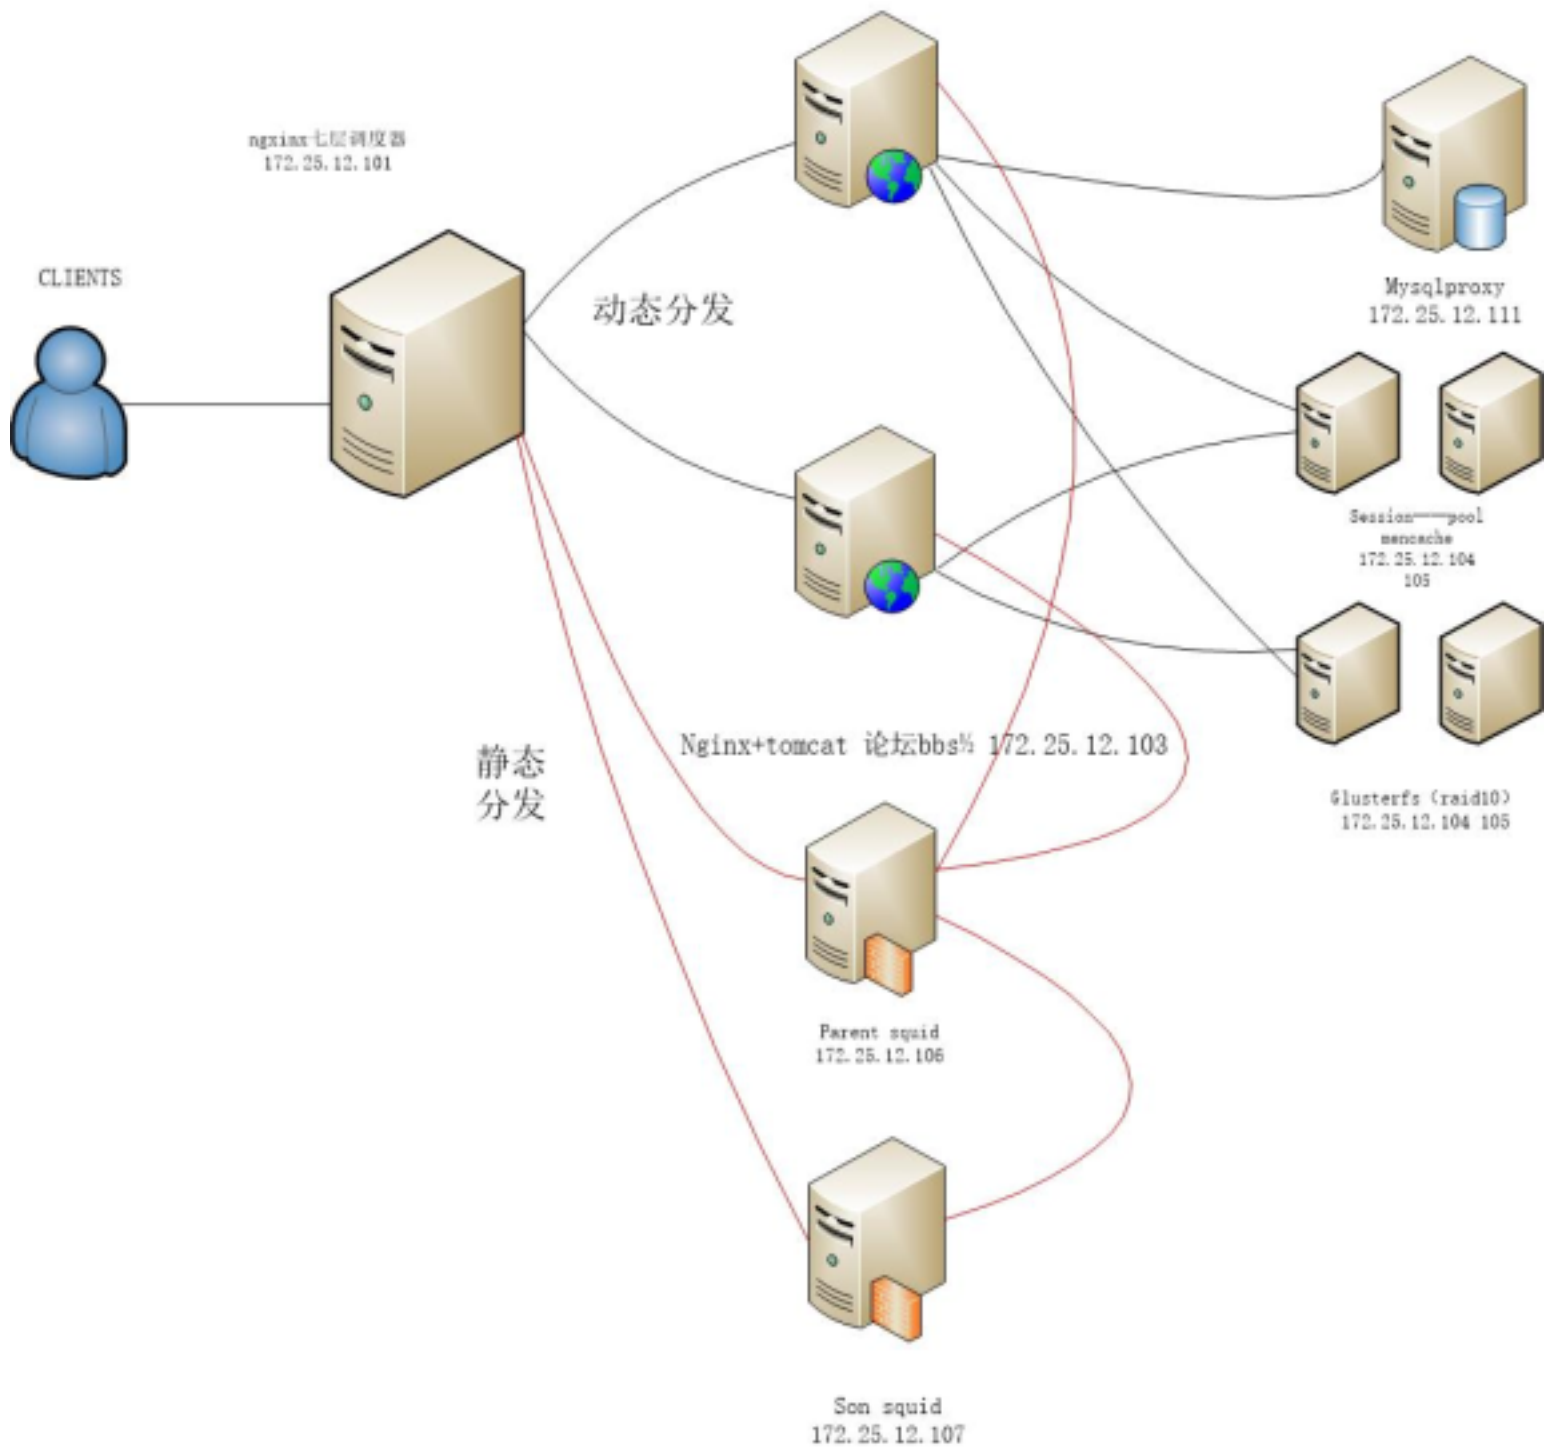 ngxinx七层调度器
172.25.12.101
CLIENTS
动态分发
Mysqlproxy
172.25.12.111
Session——pool
mencache
172.25.12.104
105
静态
分发
Nginx+tomcat 论坛bbs½ 172.25.12.103
Glusterfs（raid10）
172.25.12.104 105
Parent squid
172.25.12.106
Son squid
172.25.12.107